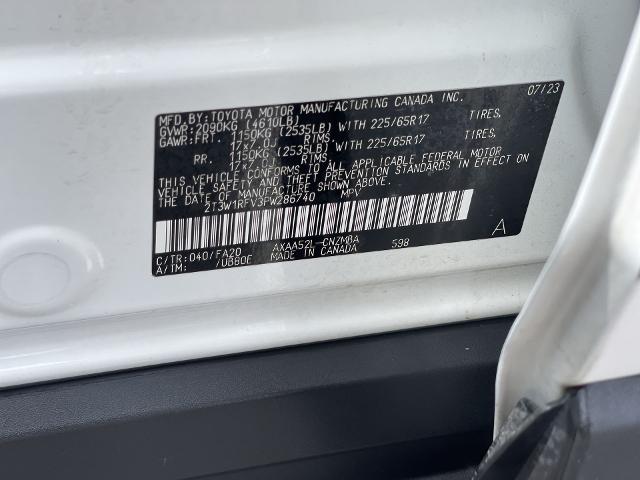 MFD.BY:TOYOTA MOTOR MANUFACTURING CANADA INC. 07/23
GVWR:2090KG (4610LB)
GAWR:FRT. 1150KG (2535LB) WITH 225/65R17 TIRES.
17x7.0J RIMS.
RR. 1150KG (2535LB) WITH 225/65R17 TIRES.
17x7.0J RIMS.
THIS VEHICLE CONFORMS TO ALL APPLICABLE FEDERAL MOTOR
VEHICLE SAFETY AND THEFT PREVENTION STANDARDS IN EFFECT ON
THE DATE OF MANUFACTURE SHOWN ABOVE.
2T3W1RFV3PW286740 MPV
A
C/TR:040/FA20 AXAA52L-CNZMBA 598
A/TM: /UB80E MADE IN CANADA